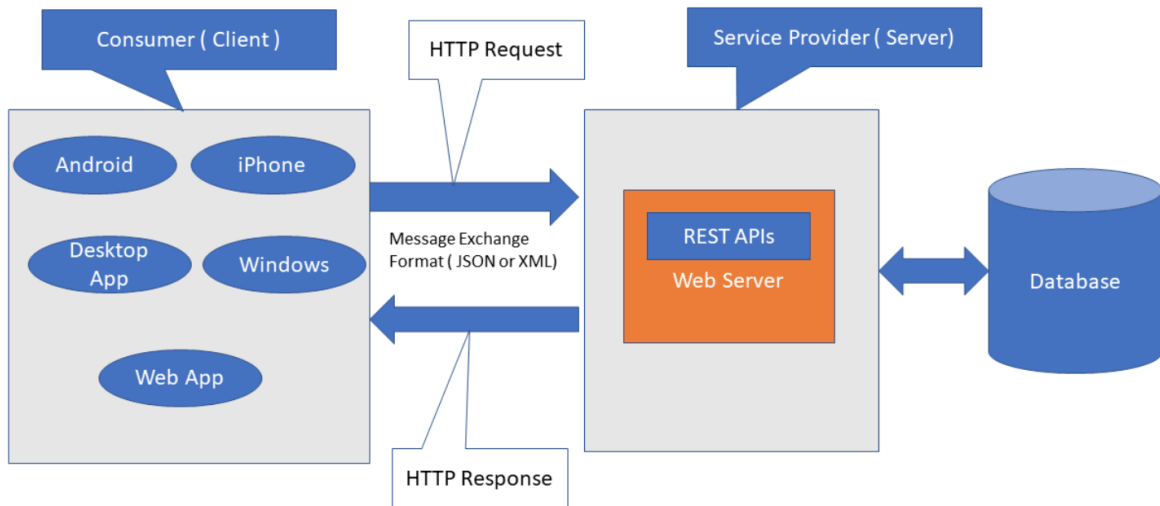 Consumer ( Client )
HTTP Request
Service Provider ( Server)
Android
iPhone
Desktop
App
Windows
Web App
Message Exchange
Format ( JSON or XML)
REST APIs
Web Server
Database
HTTP Response